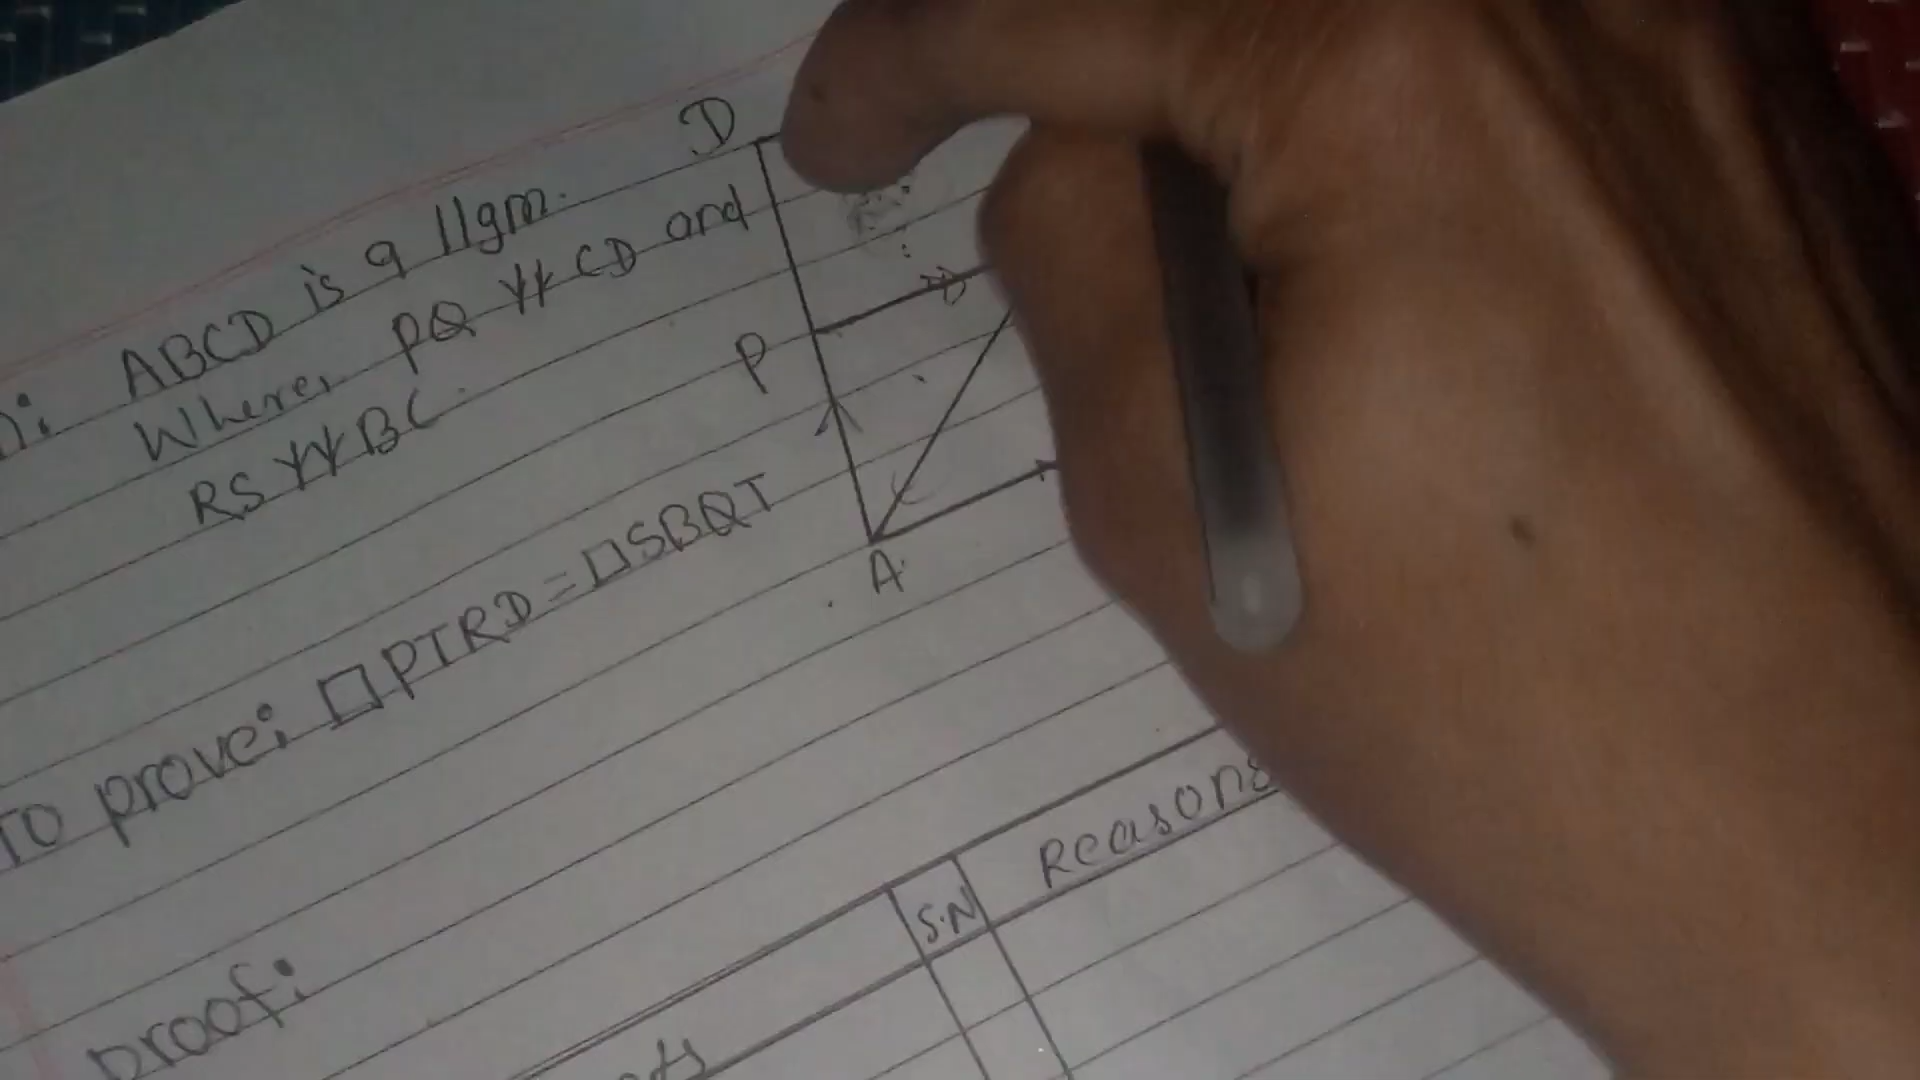 D
ABCD is a llgm.
Where, PQ // CD and
RS // BC.
P
To prove: □PTRD = □SBQT
A
S.N Reasons
proof: